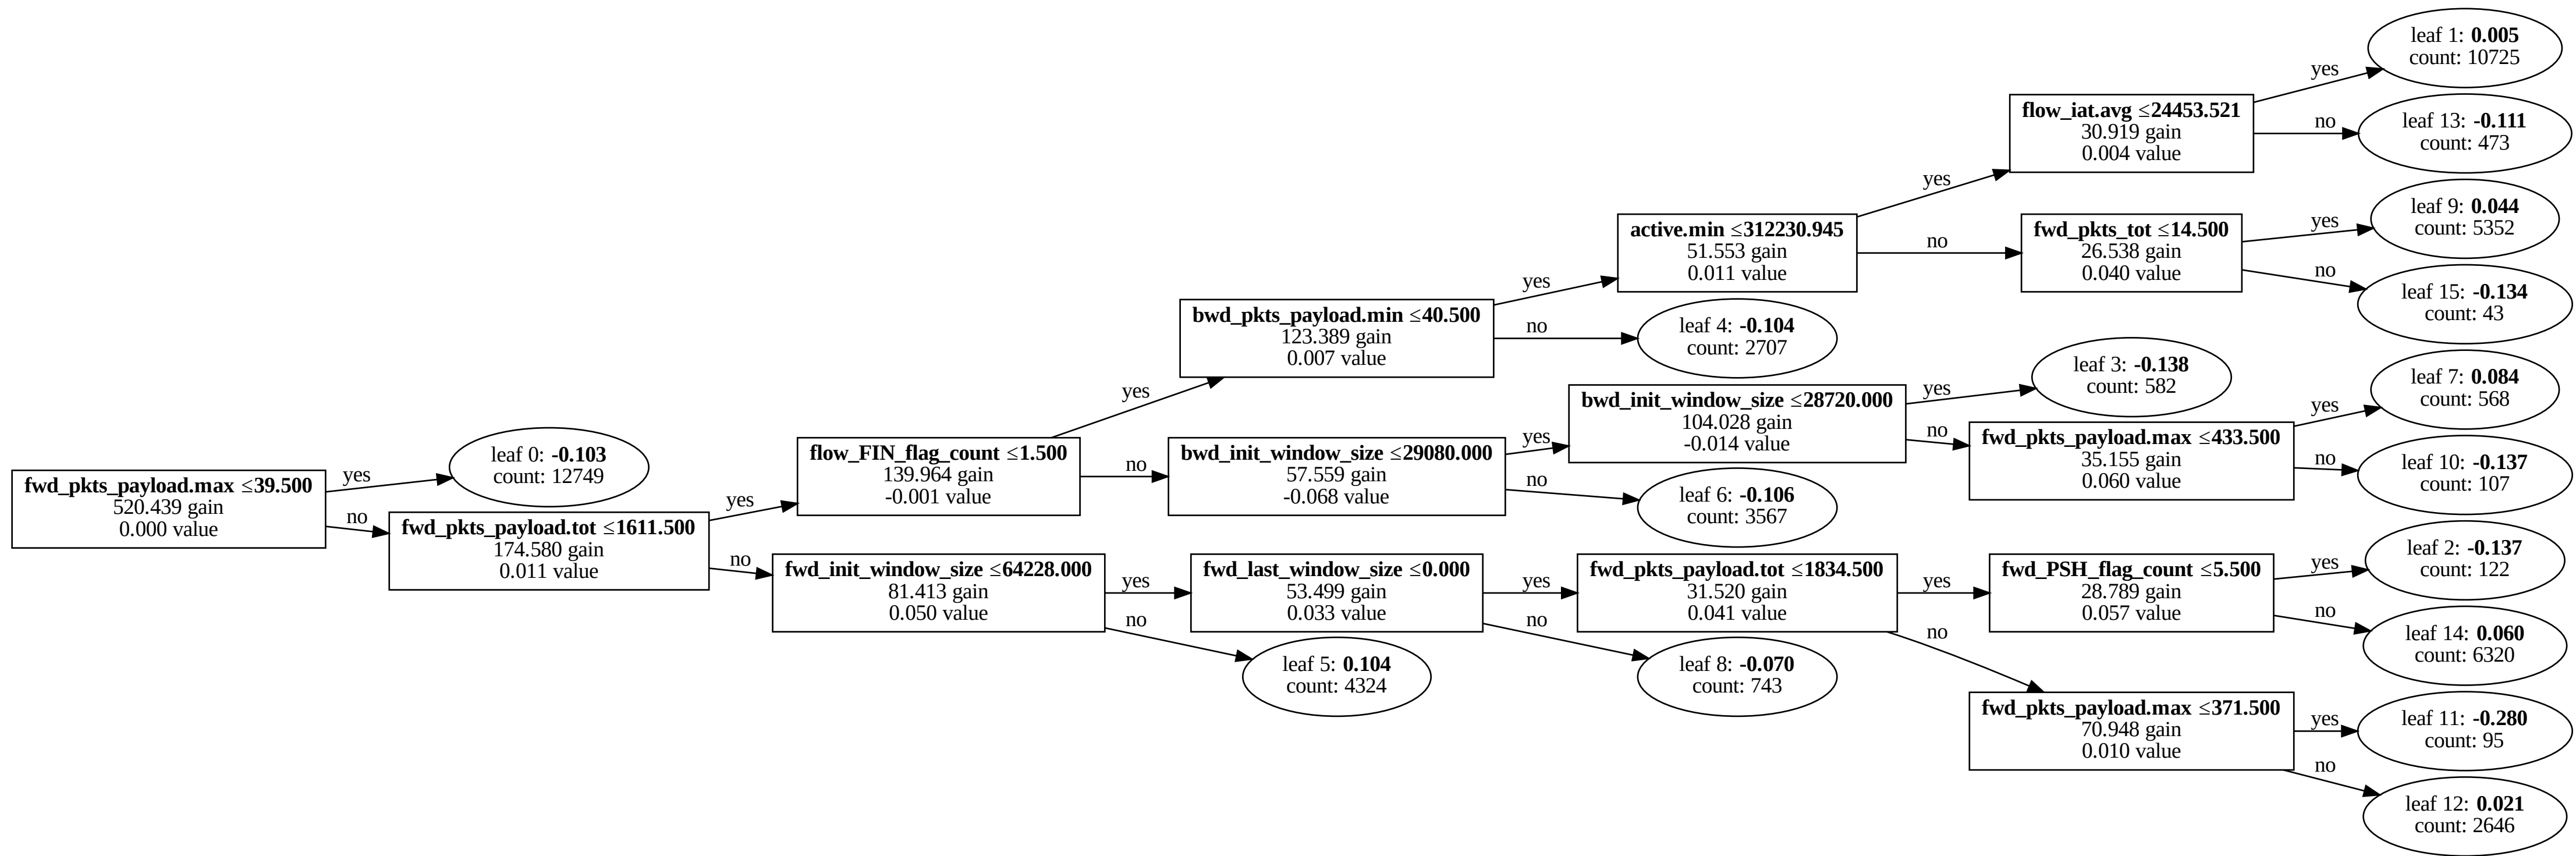 fwd_pkts_payload.max ≤39.500
520.439 gain
0.000 value
yes
no
leaf 0: -0.103
count: 12749
fwd_pkts_payload.tot ≤1611.500
174.580 gain
0.011 value
yes
no
flow_FIN_flag_count ≤1.500
139.964 gain
-0.001 value
yes
no
fwd_init_window_size ≤64228.000
81.413 gain
0.050 value
yes
no
bwd_pkts_payload.min ≤40.500
123.389 gain
0.007 value
yes
no
bwd_init_window_size ≤29080.000
57.559 gain
-0.068 value
yes
no
fwd_last_window_size ≤0.000
53.499 gain
0.033 value
yes
no
leaf 5: 0.104
count: 4324
active.min ≤312230.945
51.553 gain
0.011 value
yes
no
leaf 4: -0.104
count: 2707
bwd_init_window_size ≤28720.000
104.028 gain
-0.014 value
yes
no
leaf 6: -0.106
count: 3567
fwd_pkts_payload.tot ≤1834.500
31.520 gain
0.041 value
yes
no
leaf 8: -0.070
count: 743
flow_iat.avg ≤24453.521
30.919 gain
0.004 value
yes
no
fwd_pkts_tot ≤14.500
26.538 gain
0.040 value
yes
no
leaf 3: -0.138
count: 582
fwd_pkts_payload.max ≤433.500
35.155 gain
0.060 value
yes
no
fwd_PSH_flag_count ≤5.500
28.789 gain
0.057 value
yes
no
fwd_pkts_payload.max ≤371.500
70.948 gain
0.010 value
yes
no
leaf 1: 0.005
count: 10725
leaf 13: -0.111
count: 473
leaf 9: 0.044
count: 5352
leaf 15: -0.134
count: 43
leaf 7: 0.084
count: 568
leaf 10: -0.137
count: 107
leaf 2: -0.137
count: 122
leaf 14: 0.060
count: 6320
leaf 11: -0.280
count: 95
leaf 12: 0.021
count: 2646